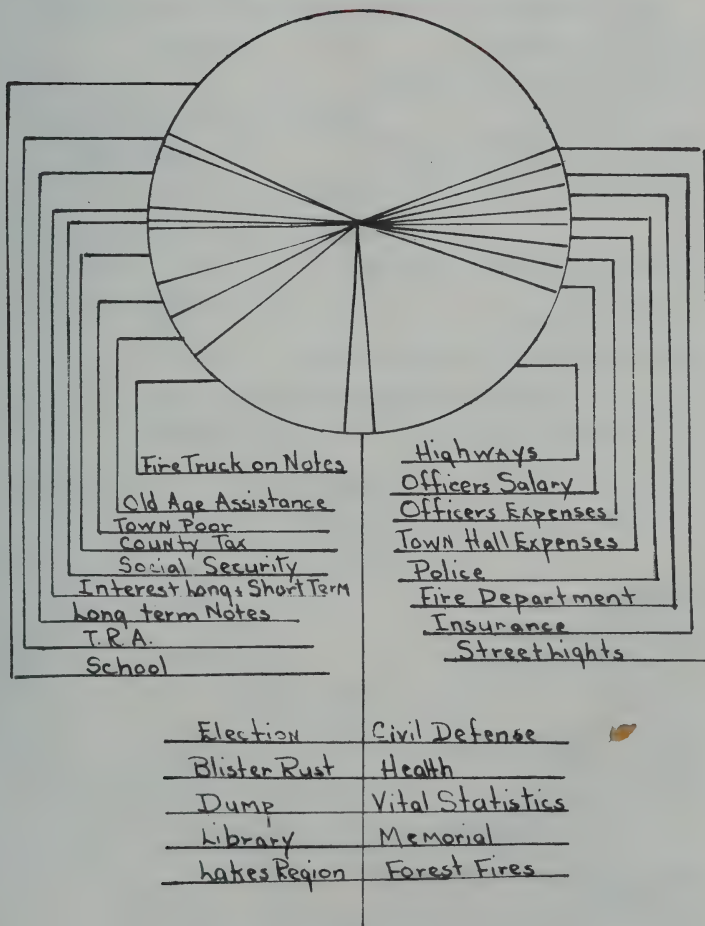 Fire Truck on Notes
Old Age Assistance
Town Poor
County Tax
Social Security
Interest Long & Short Term
Long term Notes
T.R.A.
School
Highways
Officers Salary
Officers Expenses
Town Hall Expenses
Police
Fire Department
Insurance
Street Lights
Election Civil Defense
Blister Rust Health
Dump Vital Statistics
Library Memorial
Lakes Region Forest Fires